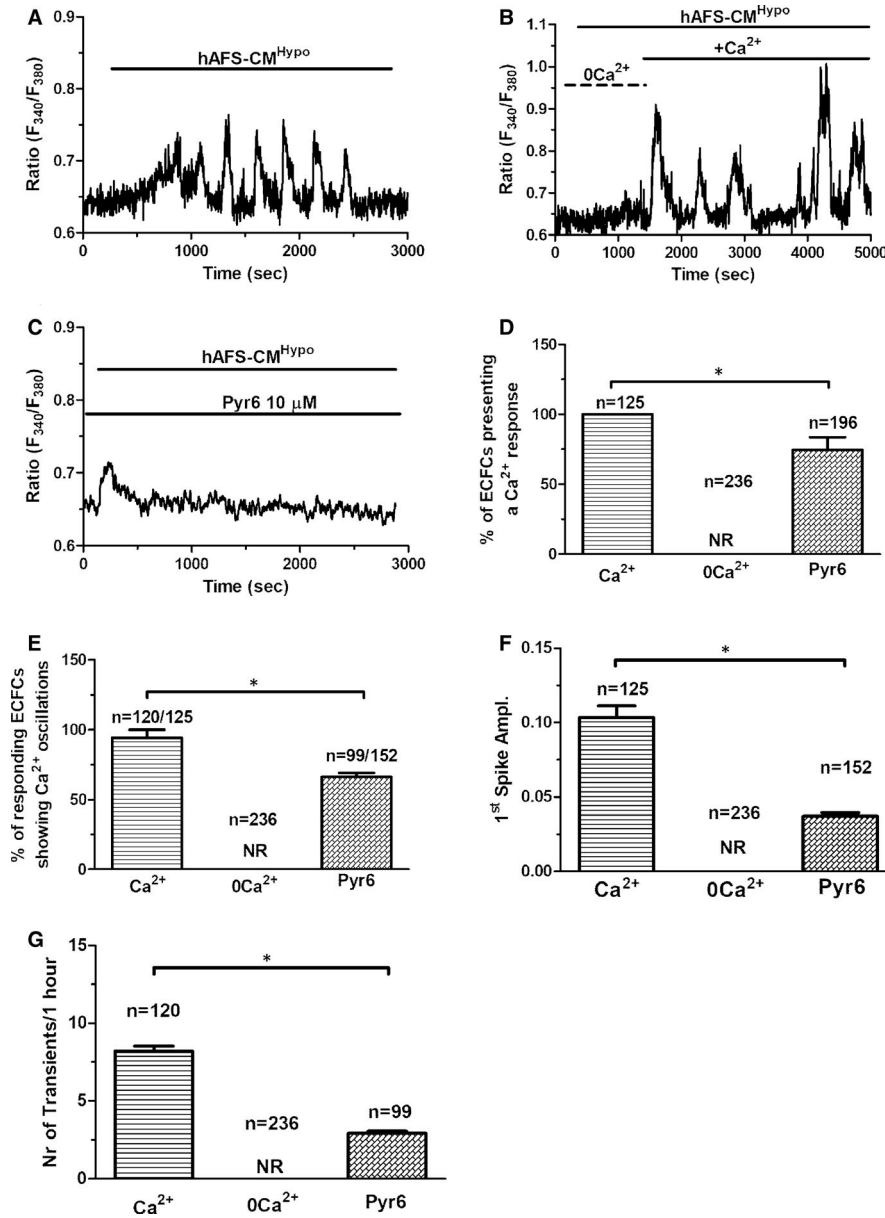 A
hAFS-CM^Hypo
Ratio (F340/F380)
0.9
0.8
0.7
0.6
0 1000 2000 3000
Time (sec)
B
hAFS-CM^Hypo
+Ca2+
0Ca2+
Ratio (F340/F380)
1.1
1.0
0.9
0.8
0.7
0.6
0 1000 2000 3000 4000 5000
Time (sec)
C
hAFS-CM^Hypo
Pyr6 10 μM
Ratio (F340/F380)
0.9
0.8
0.7
0.6
0 1000 2000 3000
Time (sec)
D
% of ECFCs presenting
a Ca2+ response
150
100
50
0
*
n=125
n=236
NR
n=196
Ca2+ 0Ca2+ Pyr6
E
% of responding ECFCs
showing Ca2+ oscillations
150
100
50
0
*
n=120/125
n=236
NR
n=99/152
Ca2+ 0Ca2+ Pyr6
F
1st Spike Ampl.
0.15
0.10
0.05
0.00
*
n=125
n=236
NR
n=152
Ca2+ 0Ca2+ Pyr6
G
Nr of Transients/1 hour
15
10
5
0
*
n=120
n=236
NR
n=99
Ca2+ 0Ca2+ Pyr6